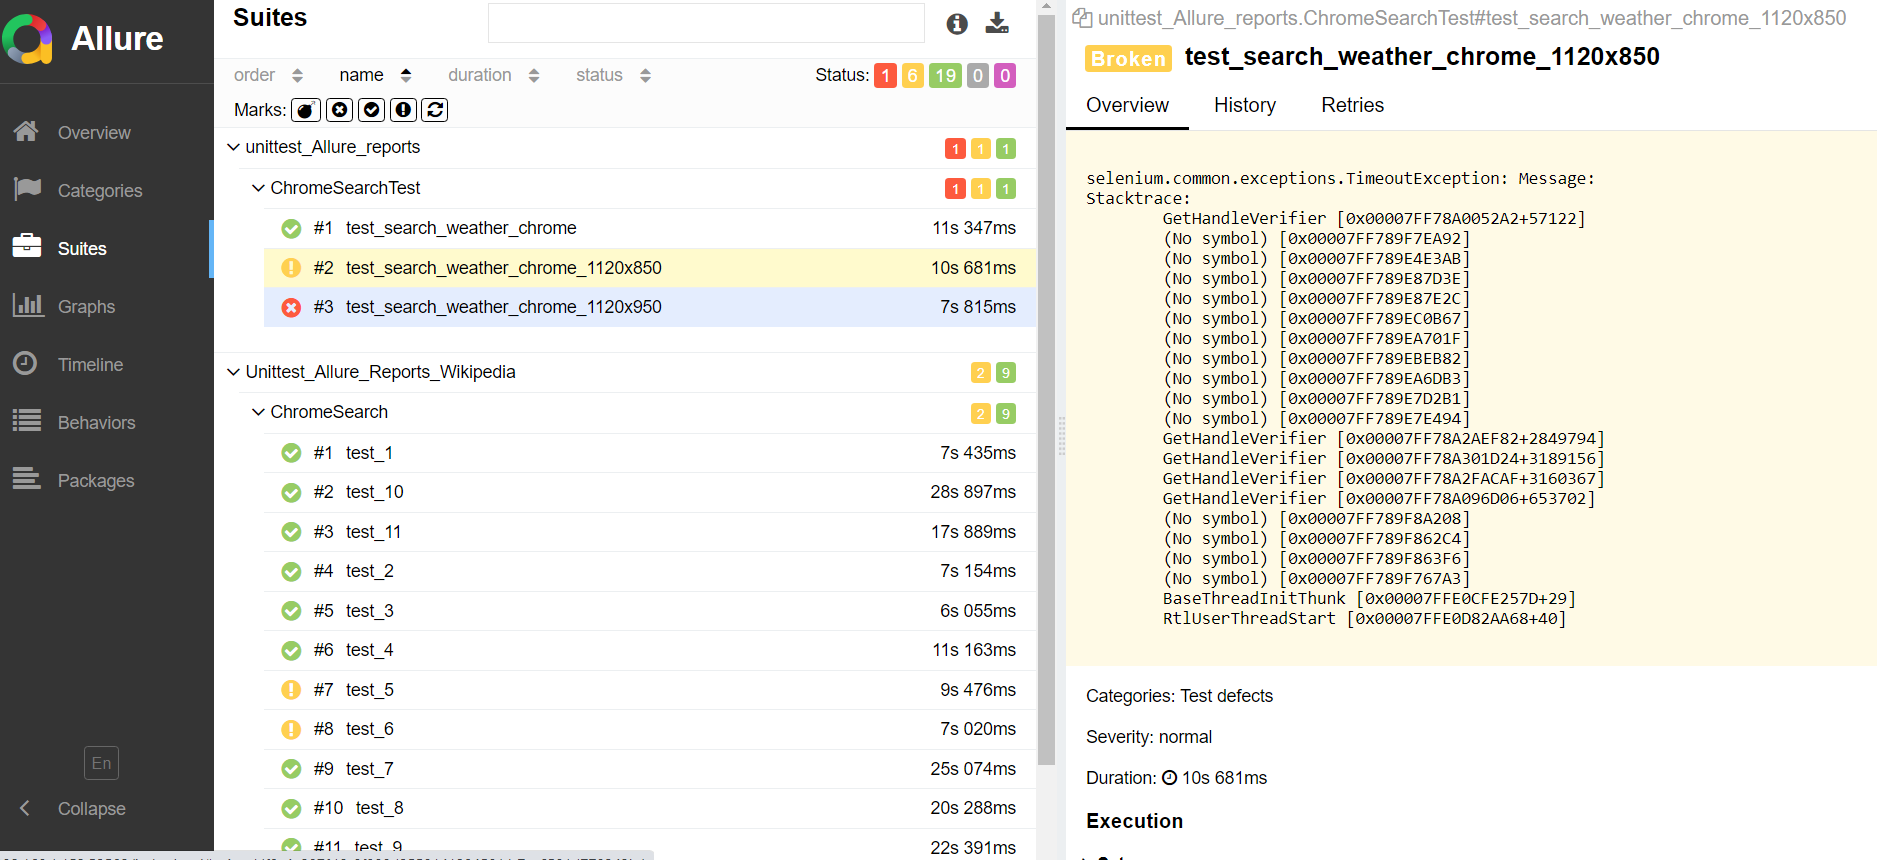 Allure
Overview
Categories
Suites
Graphs
Timeline
Behaviors
Packages
En
Collapse
Suites
order name duration status Status: 1 6 19 0 0
Marks:
unittest_Allure_reports 1 1 1
ChromeSearchTest 1 1 1
#1 test_search_weather_chrome 11s 347ms
#2 test_search_weather_chrome_1120x850 10s 681ms
#3 test_search_weather_chrome_1120x950 7s 815ms
Unittest_Allure_Reports_Wikipedia 2 9
ChromeSearch 2 9
#1 test_1 7s 435ms
#2 test_10 28s 897ms
#3 test_11 17s 889ms
#4 test_2 7s 154ms
#5 test_3 6s 055ms
#6 test_4 11s 163ms
#7 test_5 9s 476ms
#8 test_6 7s 020ms
#9 test_7 25s 074ms
#10 test_8 20s 288ms
#11 test_9 22s 391ms
unittest_Allure_reports.ChromeSearchTest#test_search_weather_chrome_1120x850
Broken test_search_weather_chrome_1120x850
Overview History Retries
selenium.common.exceptions.TimeoutException: Message:
Stacktrace:
GetHandleVerifier [0x00007FF78A0052A2+57122]
(No symbol) [0x00007FF789F7EA92]
(No symbol) [0x00007FF789E4E3AB]
(No symbol) [0x00007FF789E87D3E]
(No symbol) [0x00007FF789E87E2C]
(No symbol) [0x00007FF789EC0B67]
(No symbol) [0x00007FF789EA701F]
(No symbol) [0x00007FF789EBEB82]
(No symbol) [0x00007FF789EA6DB3]
(No symbol) [0x00007FF789E7D2B1]
(No symbol) [0x00007FF789E7E494]
GetHandleVerifier [0x00007FF78A2AEF82+2849794]
GetHandleVerifier [0x00007FF78A301D24+3189156]
GetHandleVerifier [0x00007FF78A2FACAF+3160367]
GetHandleVerifier [0x00007FF78A096D06+653702]
(No symbol) [0x00007FF789F8A208]
(No symbol) [0x00007FF789F862C4]
(No symbol) [0x00007FF789F863F6]
(No symbol) [0x00007FF789F767A3]
BaseThreadInitThunk [0x00007FFE0CFE257D+29]
RtlUserThreadStart [0x00007FFE0D82AA68+40]
Categories: Test defects
Severity: normal
Duration: 10s 681ms
Execution